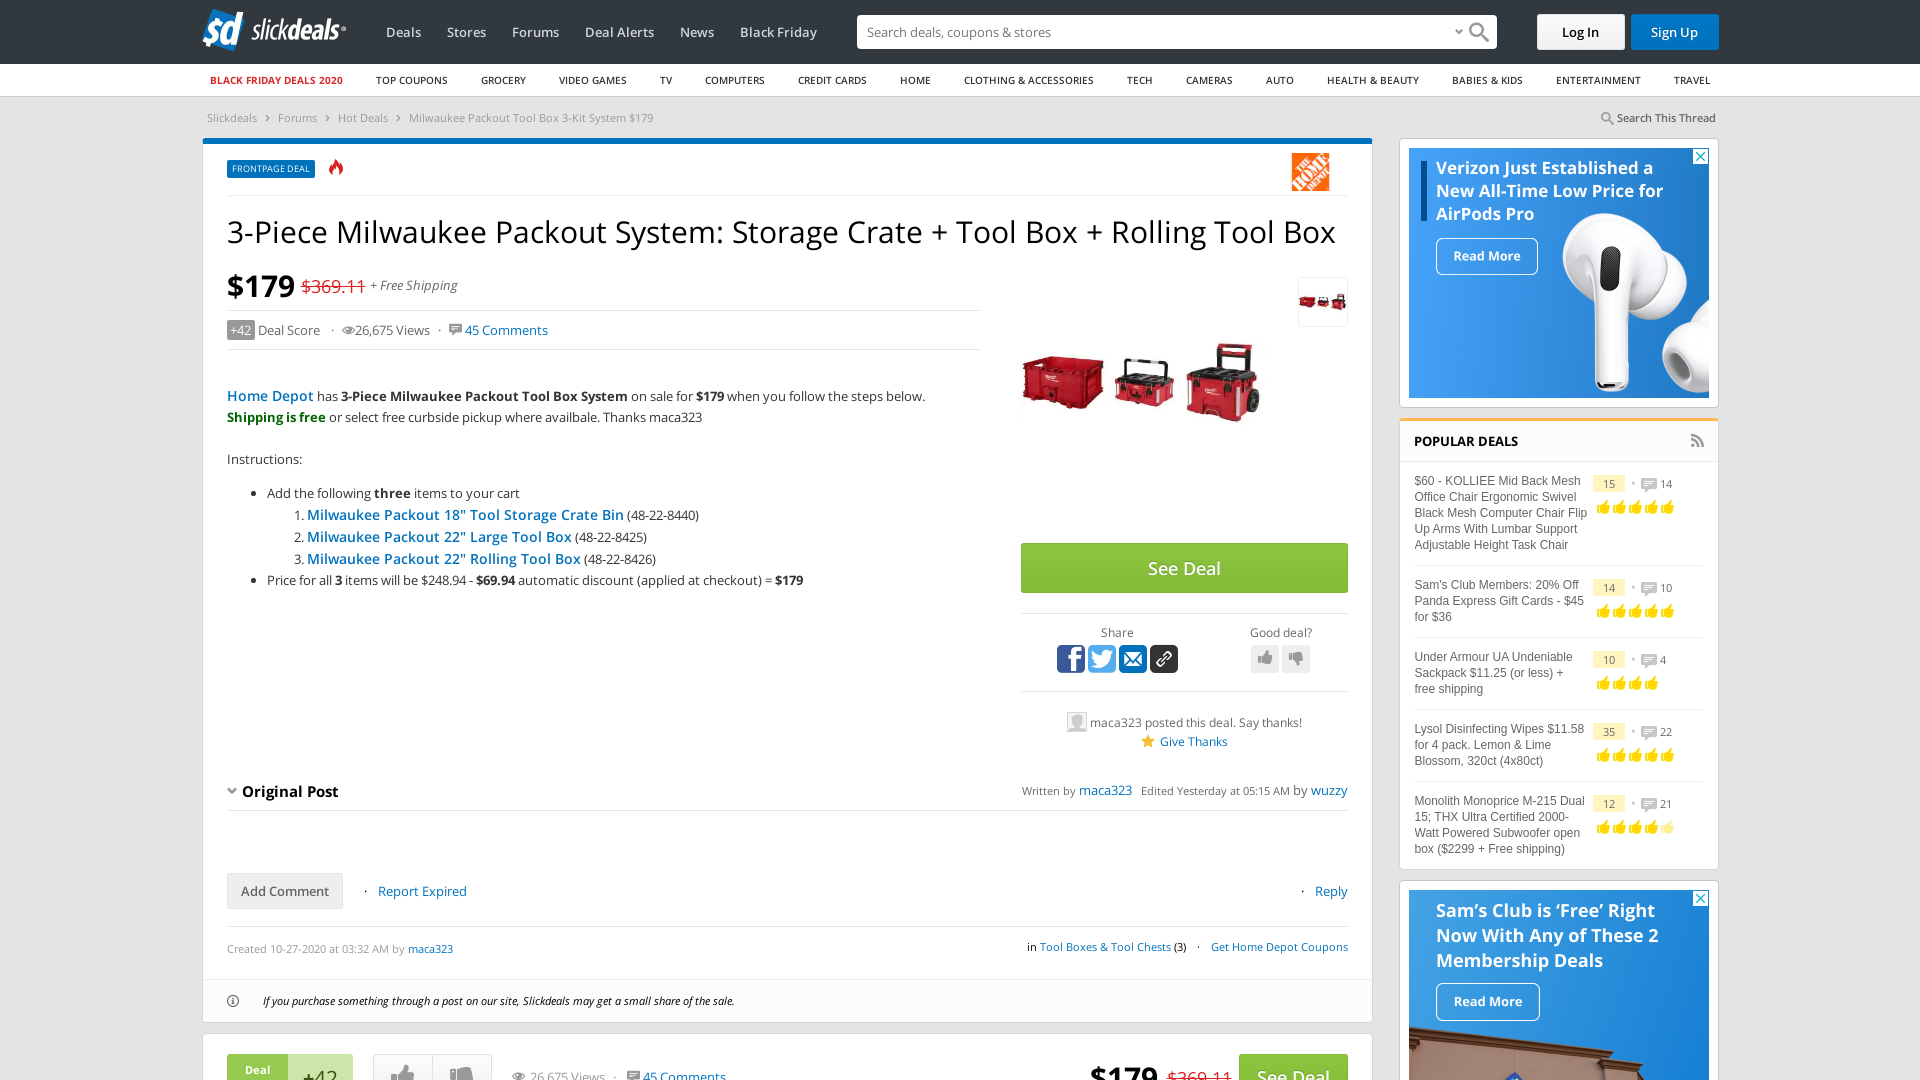 sd slickdeals
Deals Stores Forums Deal Alerts News Black Friday
Search deals, coupons & shopping
Log In Sign Up
BLACK FRIDAY DEALS 2020 TOP COUPONS GROCERY VIDEO GAMES TV COMPUTERS CREDIT CARDS HOME CLOTHING & ACCESSORIES TECH CAMERAS AUTO HEALTH & BEAUTY BABIES & KIDS ENTERTAINMENT TRAVEL
Slickdeals › Forums › Hot Deals › Milwaukee Packout Tool Box 3-Kit System $179
Search This Thread
FRONTPAGE DEAL
THE HOME DEPOT
3-Piece Milwaukee Packout System: Storage Crate + Tool Box + Rolling Tool Box
$179 $369.11 + Free Shipping
+42 Deal Score · 26,675 Views · 45 Comments
Home Depot has 3-Piece Milwaukee Packout Tool Box System on sale for $179 when you follow the steps below.
Shipping is free or select free curbside pickup where availbale. Thanks maca323
Instructions:
• Add the following three items to your cart
1. Milwaukee Packout 18" Tool Storage Crate Bin (48-22-8440)
2. Milwaukee Packout 22" Large Tool Box (48-22-8425)
3. Milwaukee Packout 22" Rolling Tool Box (48-22-8426)
• Price for all 3 items will be $248.94 - $69.94 automatic discount (applied at checkout) = $179
See Deal
Share
Good deal?
maca323 posted this deal. Say thanks!
Give Thanks
Original Post
Written by maca323 Edited Yesterday at 05:15 AM by wuzzy
Add Comment · Report Expired
· Reply
Created 10-27-2020 at 03:32 AM by maca323
in Tool Boxes & Tool Chests (3) · Get Home Depot Coupons
If you purchase something through a post on our site, Slickdeals may get a small share of the sale.
Deal
+42
26,675 Views · 45 Comments
$179 $369.11
See Deal
Verizon Just Established a
New All-Time Low Price for
AirPods Pro
Read More
POPULAR DEALS
$60 - KOLLIEE Mid Back Mesh
Office Chair Ergonomic Swivel
Black Mesh Computer Chair Flip
Up Arms With Lumbar Support
Adjustable Height Task Chair
15 • 14
Sam's Club Members: 20% Off
Panda Express Gift Cards - $45
for $36
14 • 10
Under Armour UA Undeniable
Sackpack $11.25 (or less) +
free shipping
10 • 4
Lysol Disinfecting Wipes $11.58
for 4 pack. Lemon & Lime
Blossom, 320ct (4x80ct)
35 • 22
Monolith Monoprice M-215 Dual
15; THX Ultra Certified 2000-
Watt Powered Subwoofer open
box ($2299 + Free shipping)
12 • 21
Sam's Club is 'Free' Right
Now With Any of These 2
Membership Deals
Read More